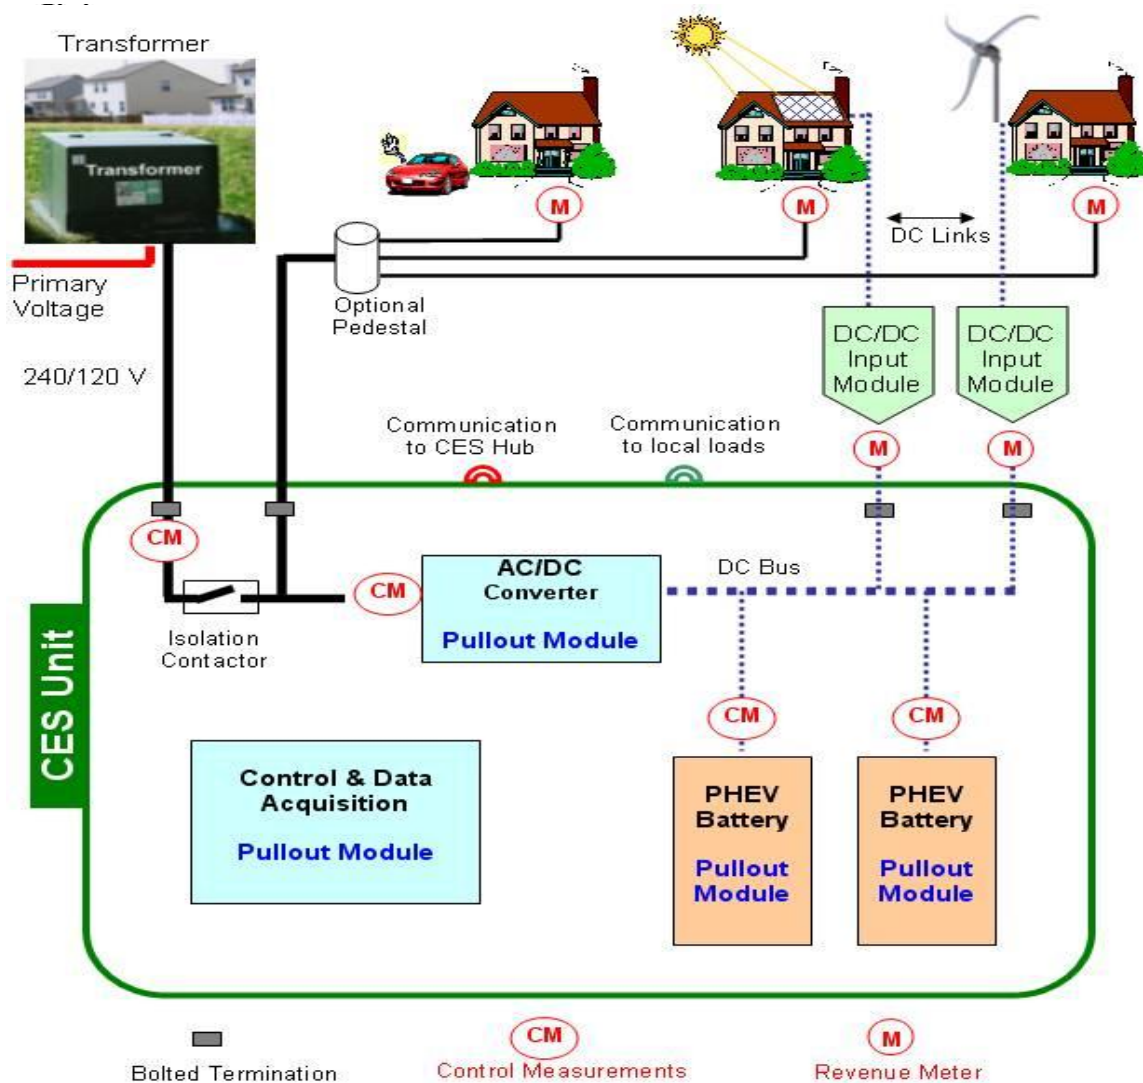 Transformer
Transformer
Primary
Voltage
240/120 V
M
M
M
DC Links
Optional
Pedestal
DC/DC
Input
Module
DC/DC
Input
Module
Communication
to CES Hub
Communication
to local loads
M
M
CM
CM
AC/DC
Converter
Pullout Module
DC Bus
Isolation
Contactor
CES Unit
CM
CM
Control & Data
Acquisition
Pullout Module
PHEV
Battery
Pullout
Module
PHEV
Battery
Pullout
Module
CM
M
Bolted Termination
Control Measurements
Revenue Meter